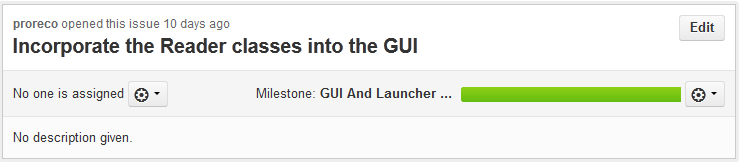 proreco opened this issue 10 days ago
Edit
Incorporate the Reader classes into the GUI
No one is assigned
Milestone: GUI And Launcher ...
No description given.